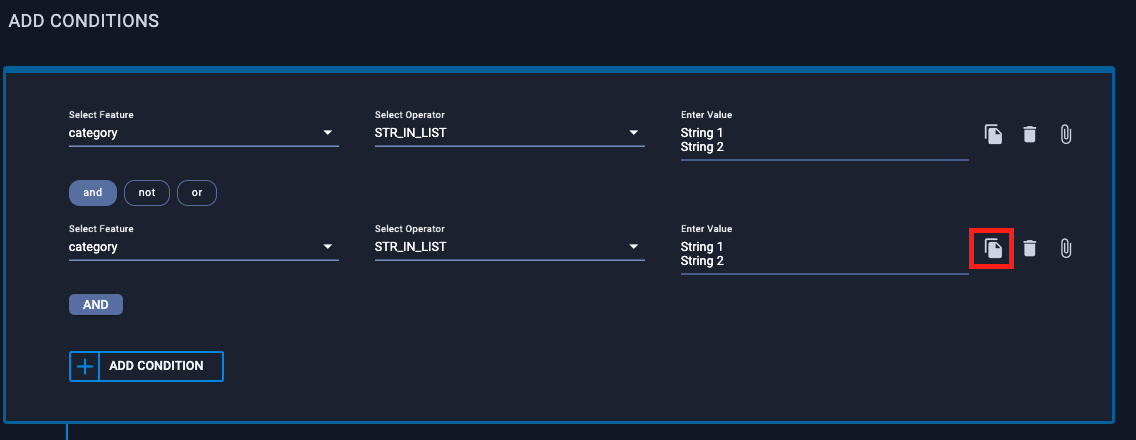 ADD CONDITIONS
Select Feature
category
Select Operator
STR_IN_LIST
Enter Value
String 1
String 2
and
not
or
Select Feature
category
Select Operator
STR_IN_LIST
Enter Value
String 1
String 2
AND
ADD CONDITION